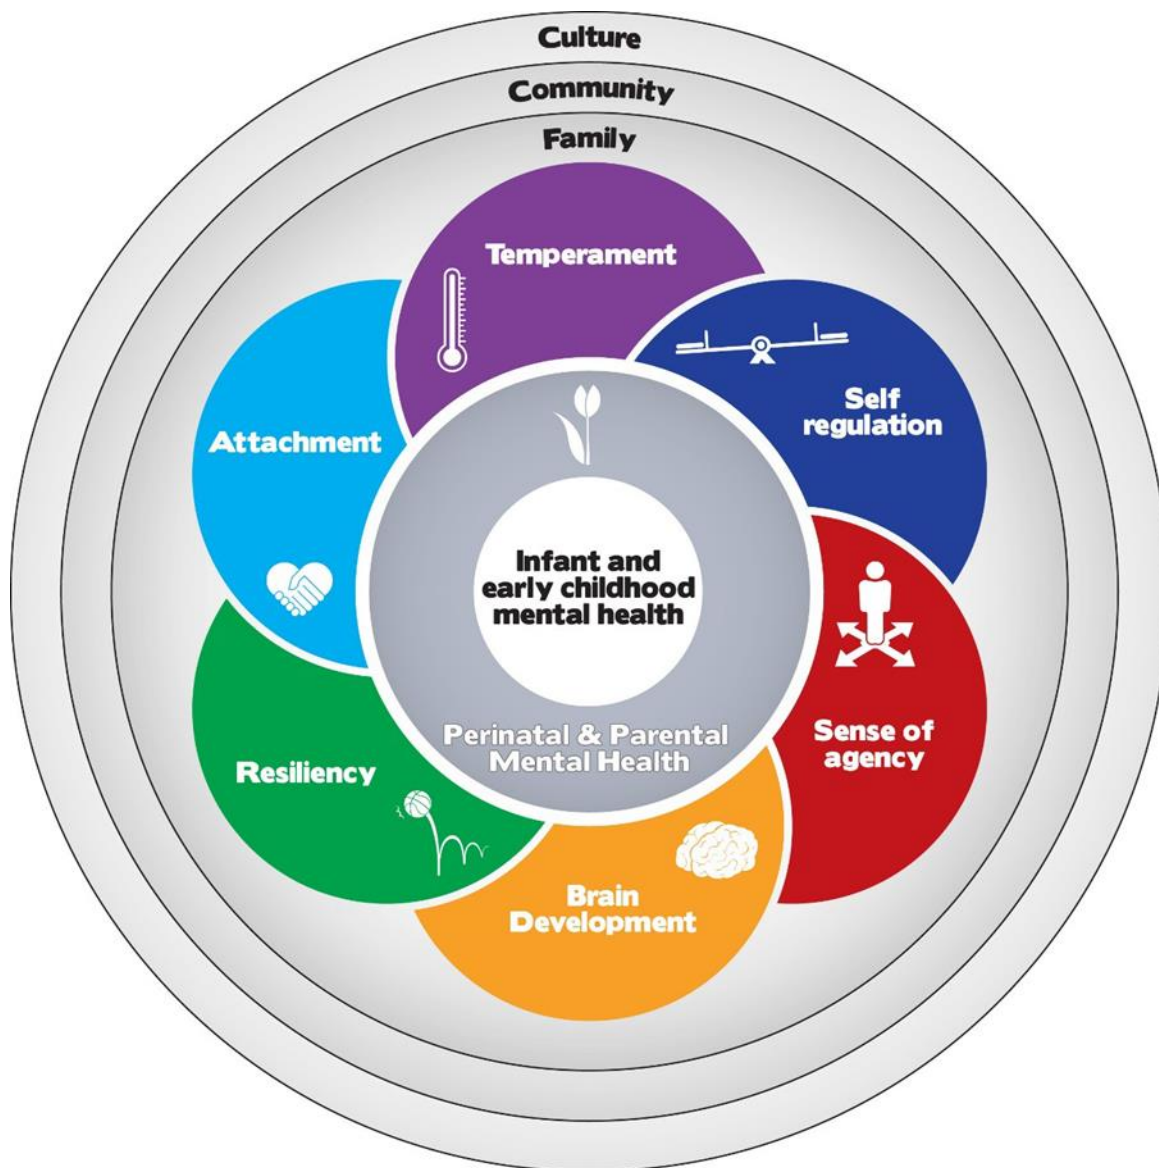 Culture
Community
Family
Temperament
Self
regulation
Attachment
Infant and
early childhood
mental health
Sense of
agency
Perinatal & Parental
Mental Health
Resiliency
Brain
Development